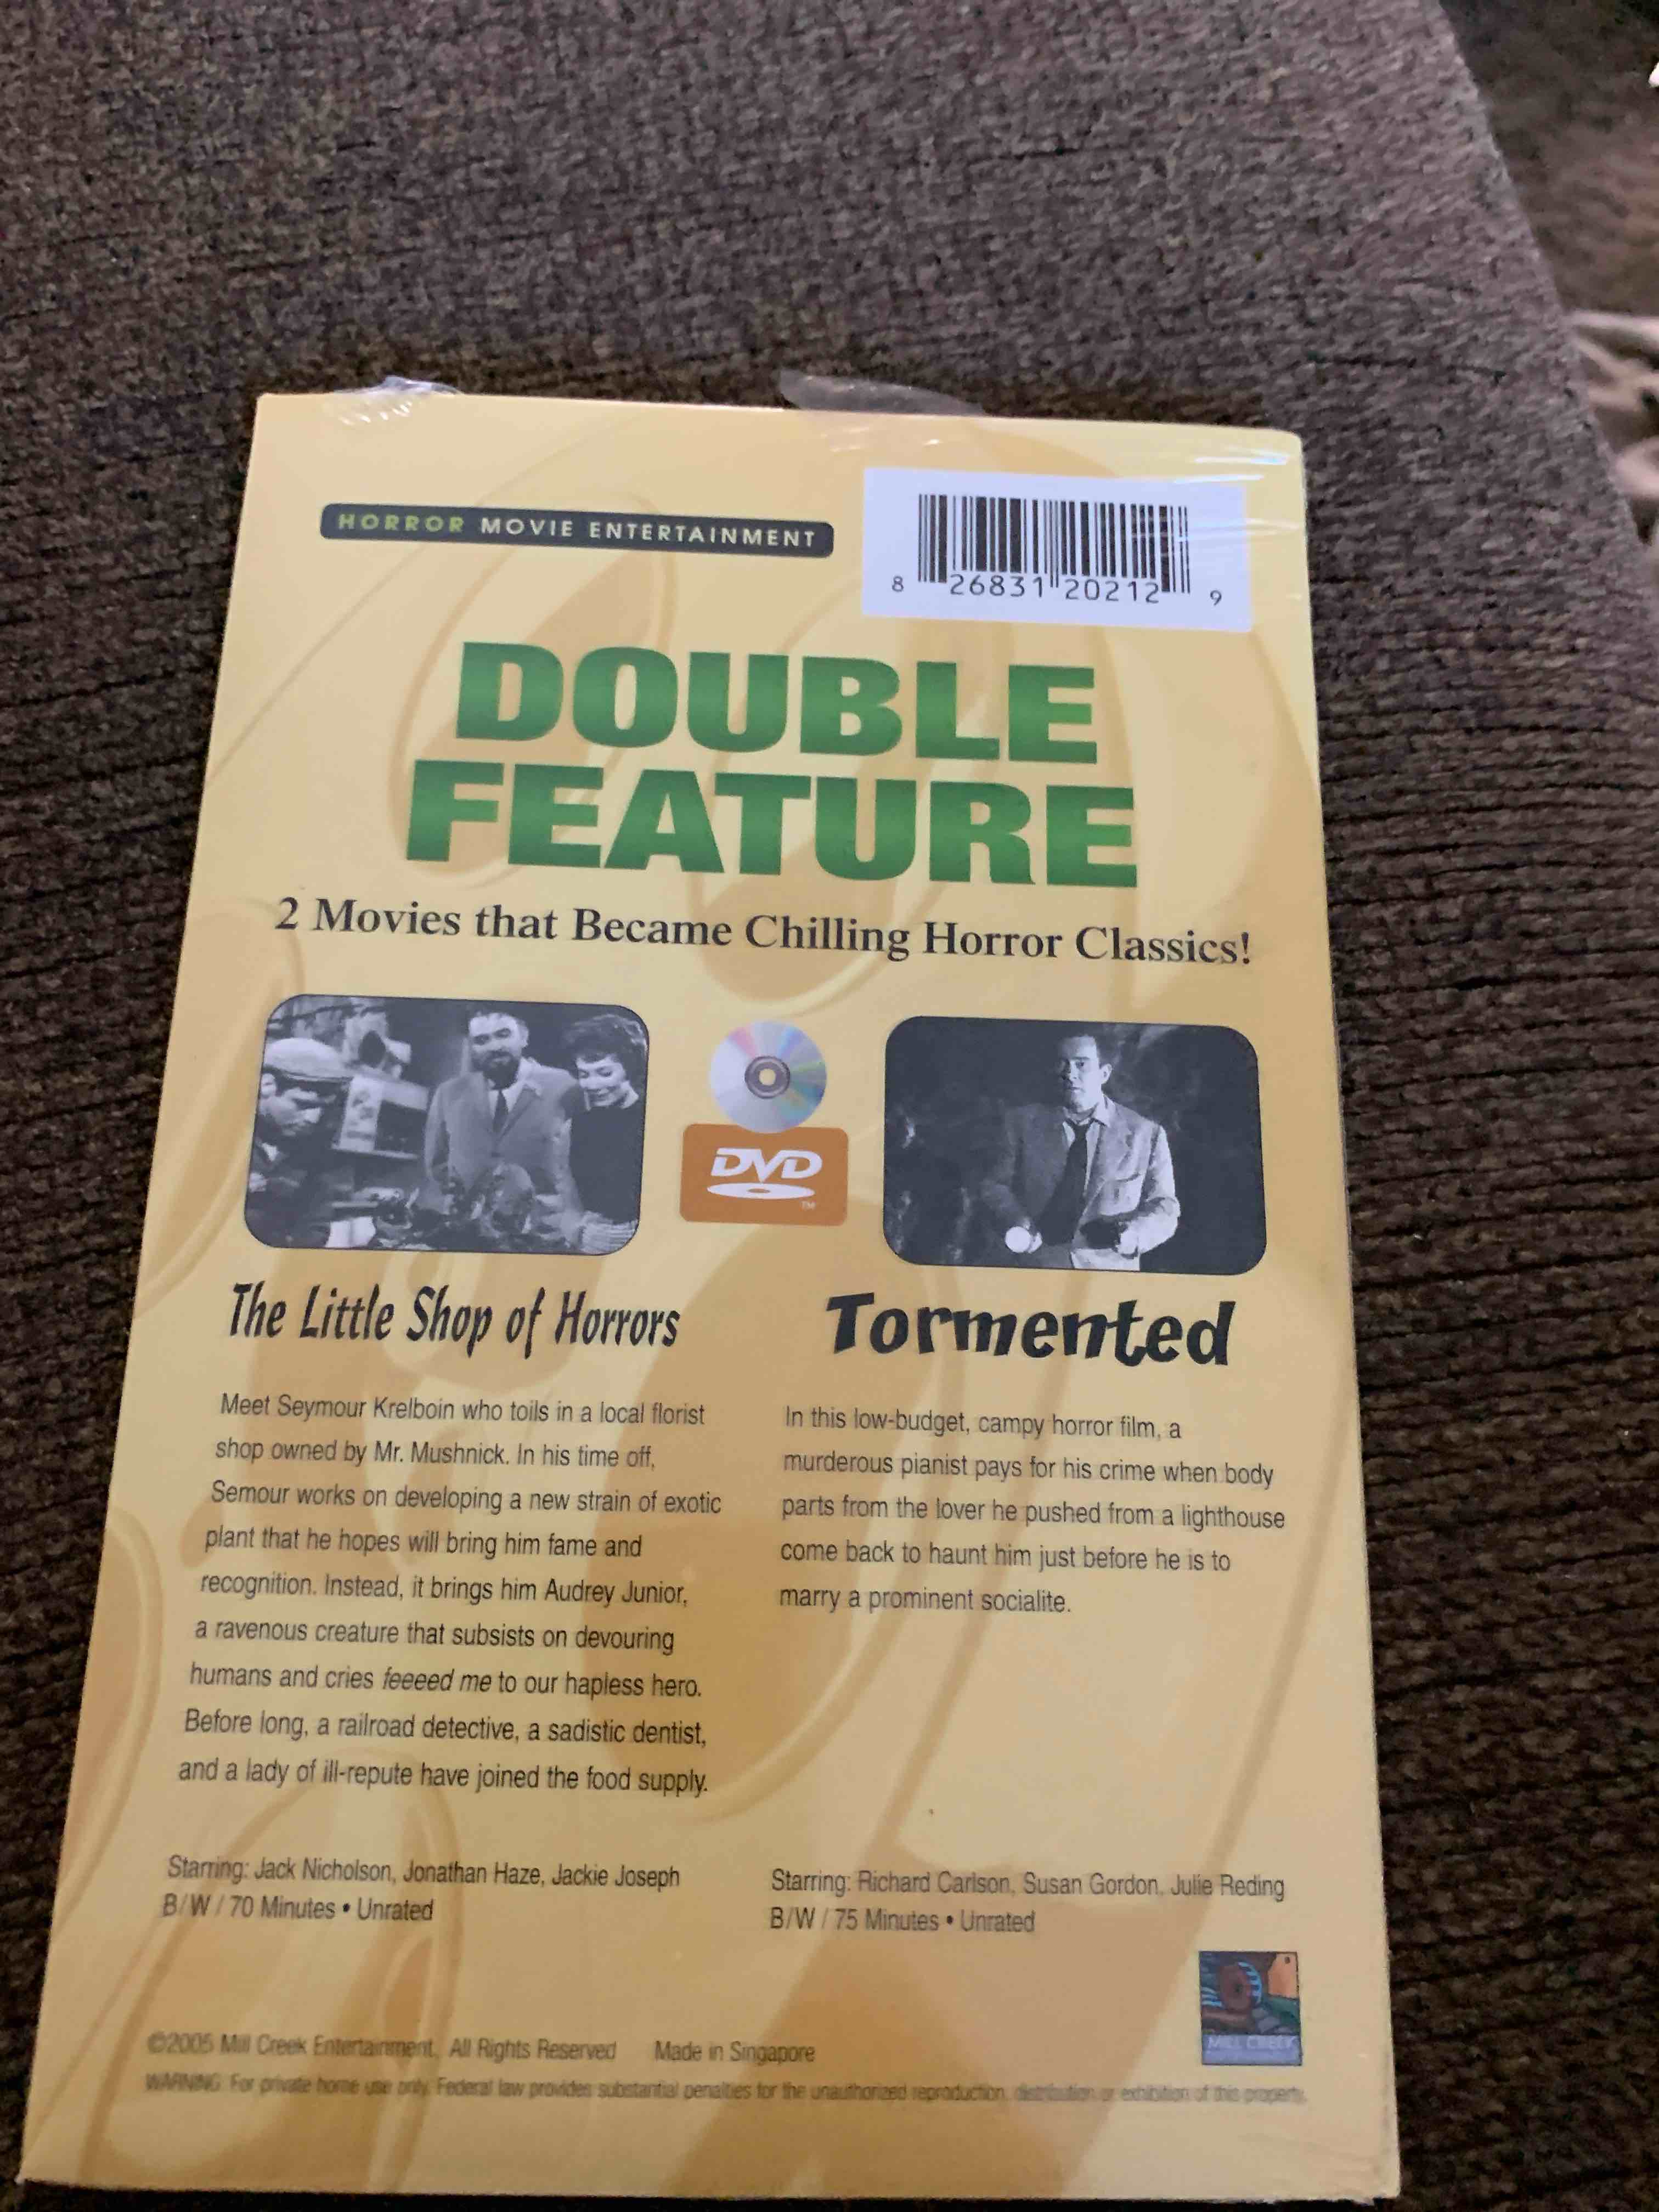 HORROR MOVIE ENTERTAINMENT
8 26831 20212 9
DOUBLE
FEATURE
2 Movies that Became Chilling Horror Classics!
DVD
TM
The Little Shop of Horrors
Meet Seymour Krelboin who toils in a local florist
shop owned by Mr. Mushnick. In his time off,
Semour works on developing a new strain of exotic
plant that he hopes will bring him fame and
recognition. Instead, it brings him Audrey Junior,
a ravenous creature that subsists on devouring
humans and cries feeeed me to our hapless hero.
Before long, a railroad detective, a sadistic dentist,
and a lady of ill-repute have joined the food supply.
Starring: Jack Nicholson, Jonathan Haze, Jackie Joseph
B/W / 70 Minutes • Unrated
Tormented
In this low-budget, campy horror film, a
murderous pianist pays for his crime when body
parts from the lover he pushed from a lighthouse
come back to haunt him just before he is to
marry a prominent socialite.
Starring: Richard Carlson, Susan Gordon, Julie Reding
B/W / 75 Minutes • Unrated
MILL CREEK
©2005 Mill Creek Entertainment, All Rights Reserved Made in Singapore
WARNING: For private home use only. Federal law provides substantial penalties for the unauthorized reproduction, distribution or exhibition of this property.